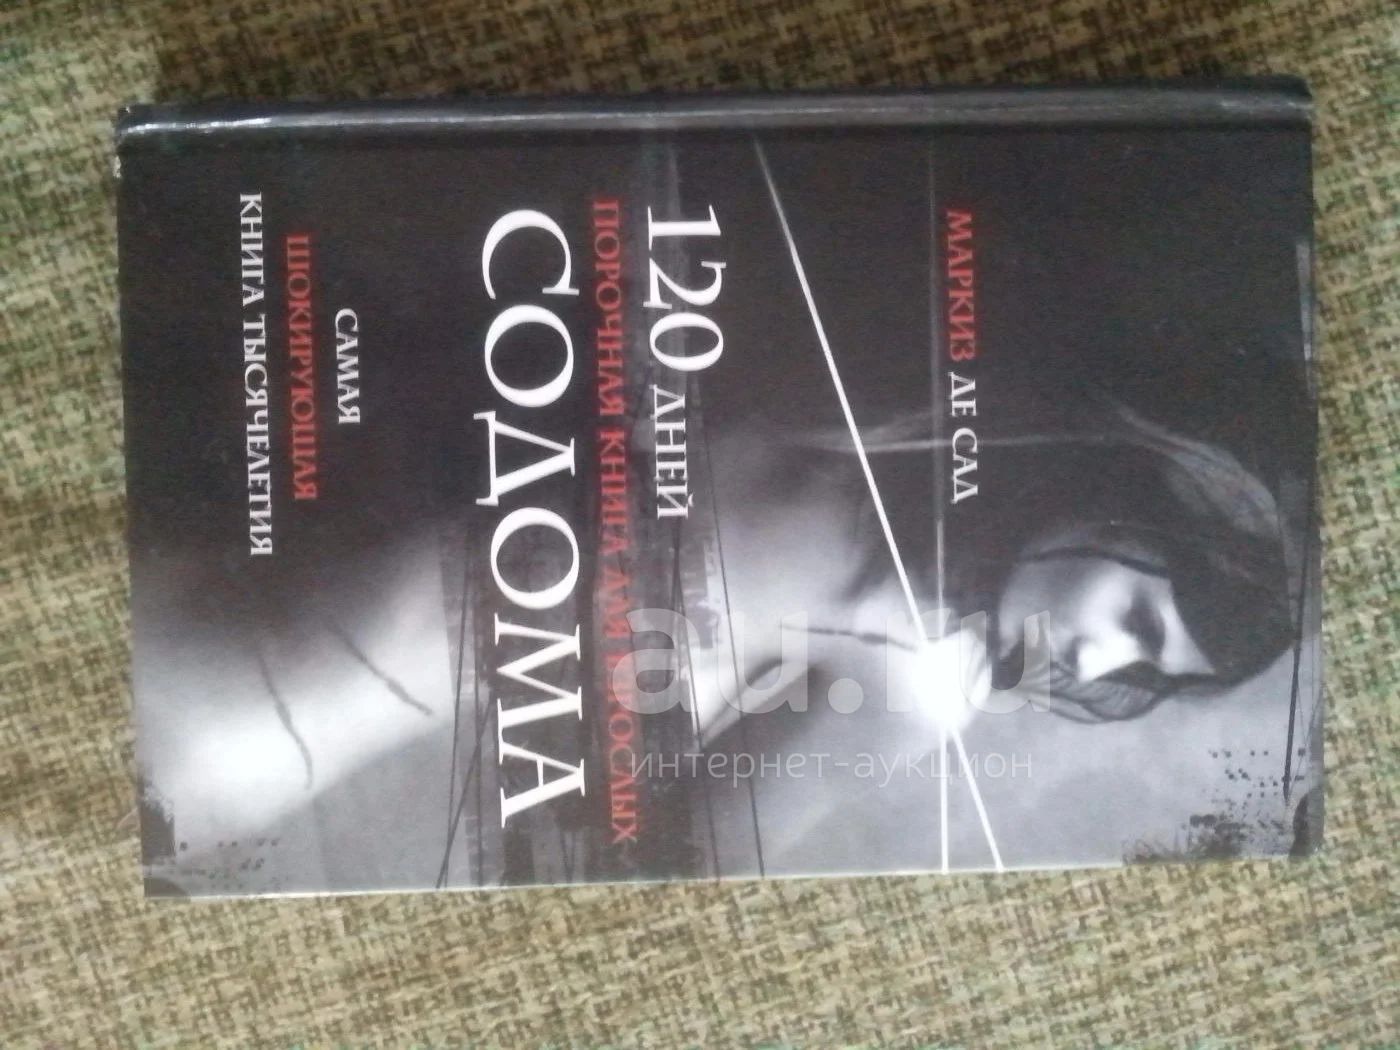 МАРКИЗ ДЕ САД
120 ДНЕЙ
ПОРОЧНАЯ КНИГА ДЛЯ ВЗРОСЛЫХ
СОДОМА
САМАЯ
ШОКИРУЮЩАЯ
КНИГА ТЫСЯЧЕЛЕТИЯ
au.ru
интернет-аукцион